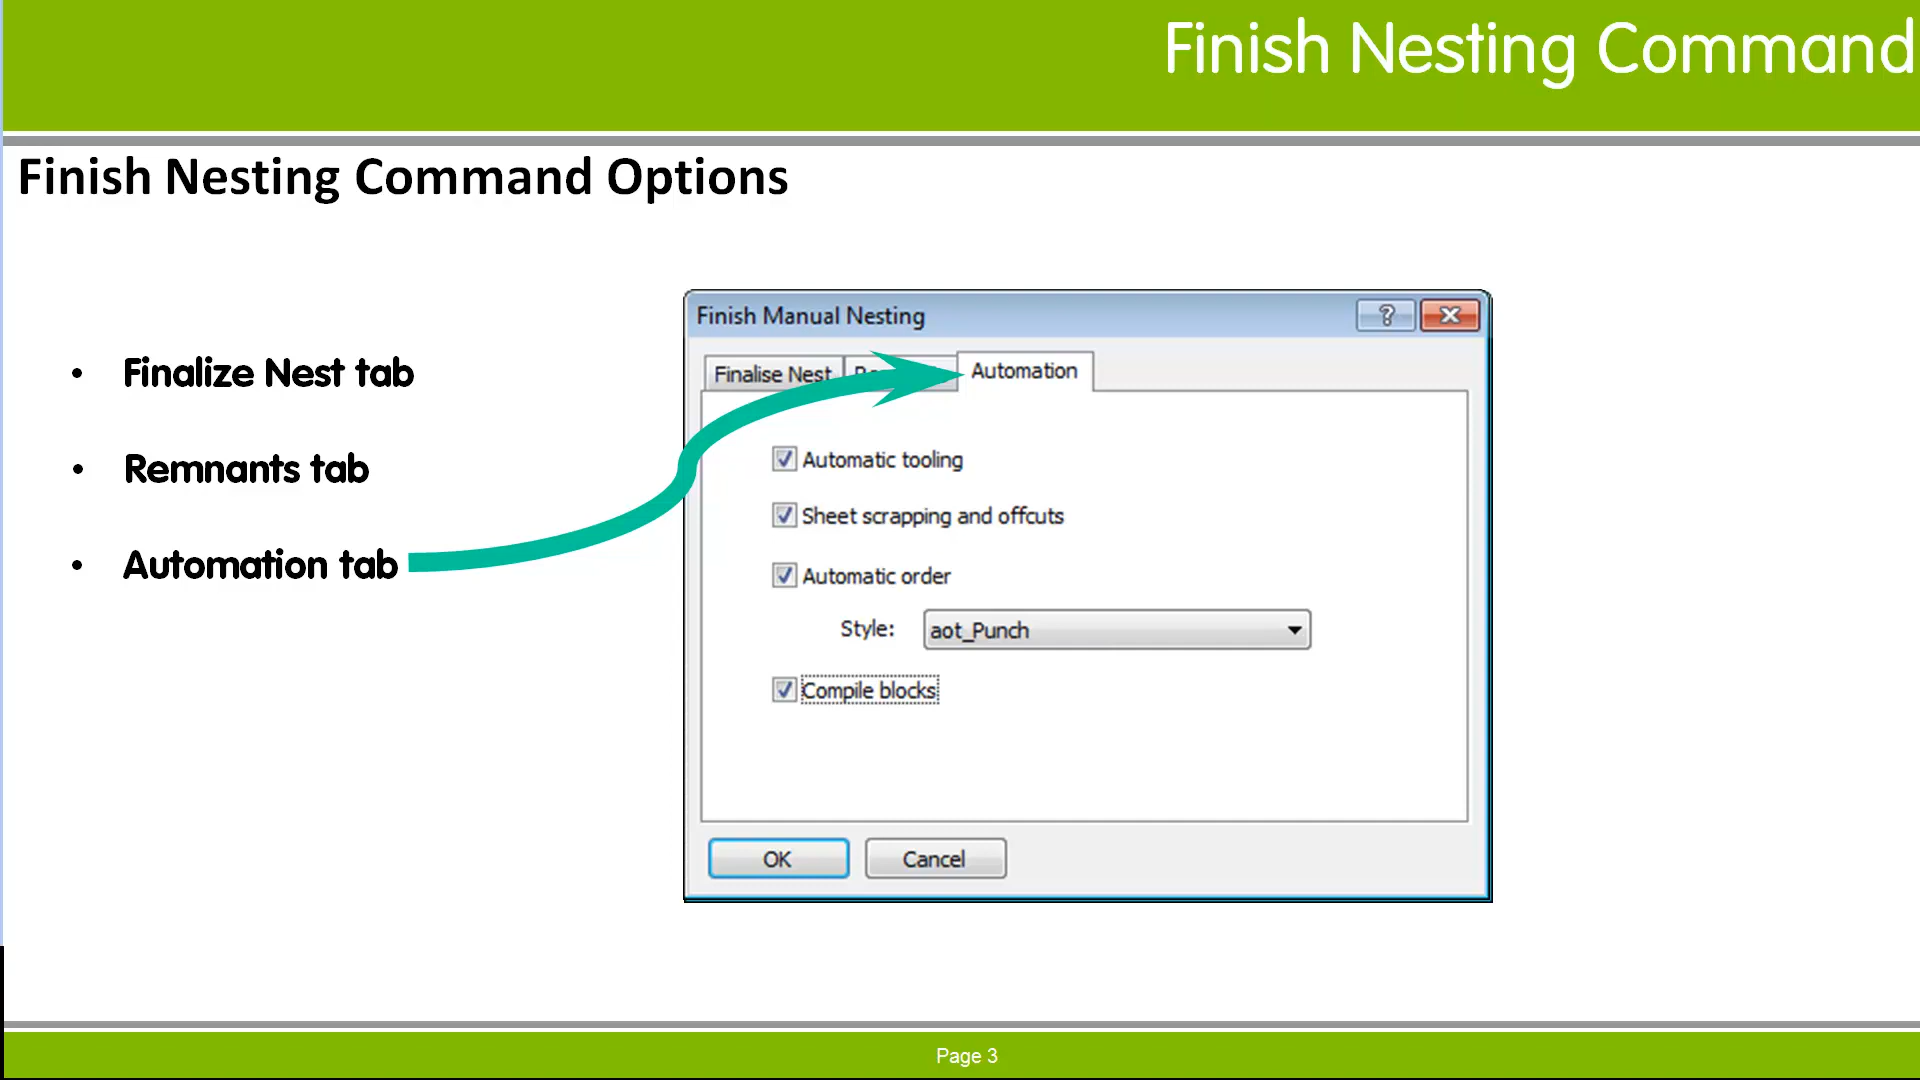 Finish Nesting Command
Finish Nesting Command Options
• Finalize Nest tab
• Remnants tab
• Automation tab
Finish Manual Nesting
Finalise Nest
Automation
Automatic tooling
Sheet scrapping and offcuts
Automatic order
Style: aot_Punch
Compile blocks
OK Cancel
Page 3